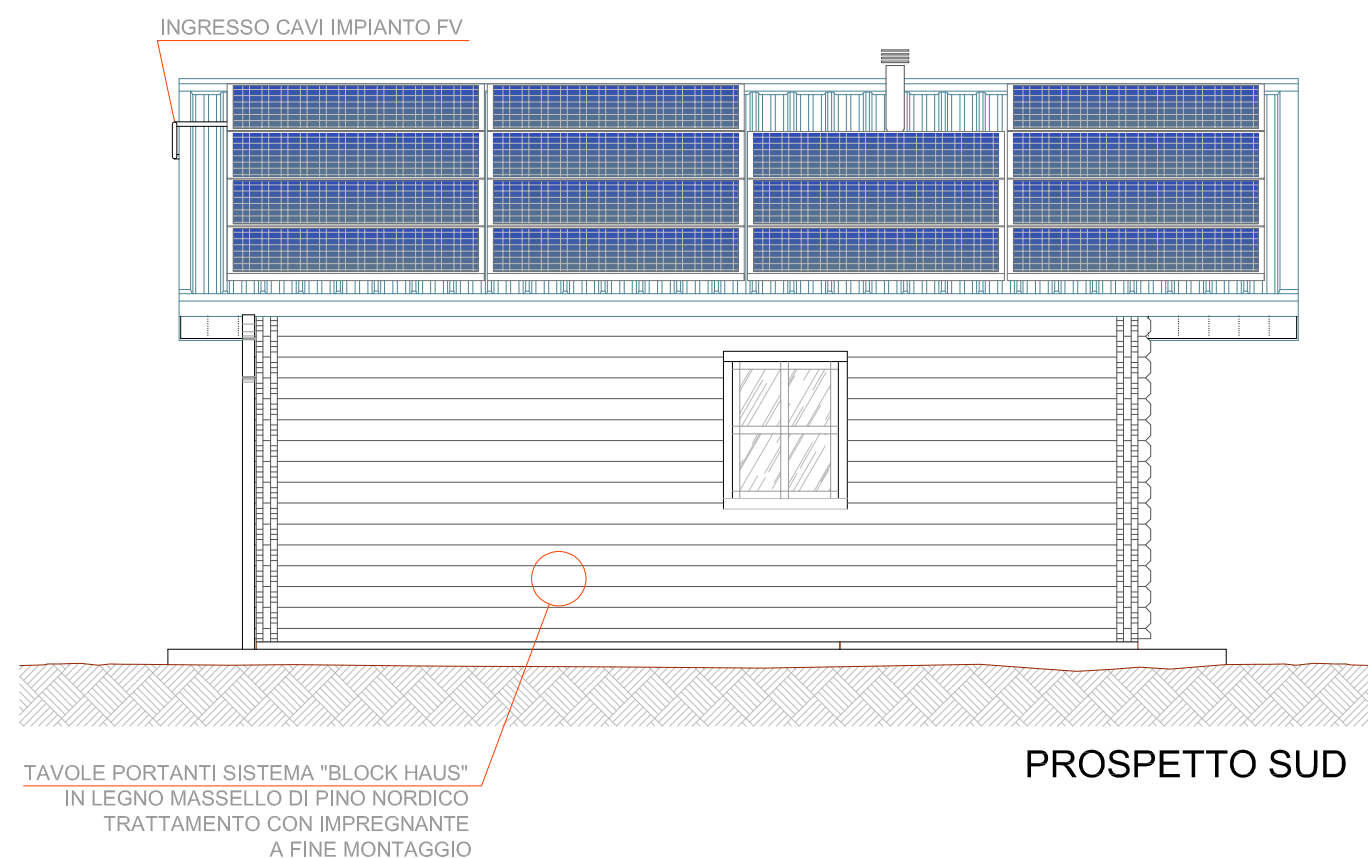 INGRESSO CAVI IMPIANTO FV
PROSPETTO SUD
TAVOLE PORTANTI SISTEMA "BLOCK HAUS"
IN LEGNO MASSELLO DI PINO NORDICO
TRATTAMENTO CON IMPREGNANTE
A FINE MONTAGGIO